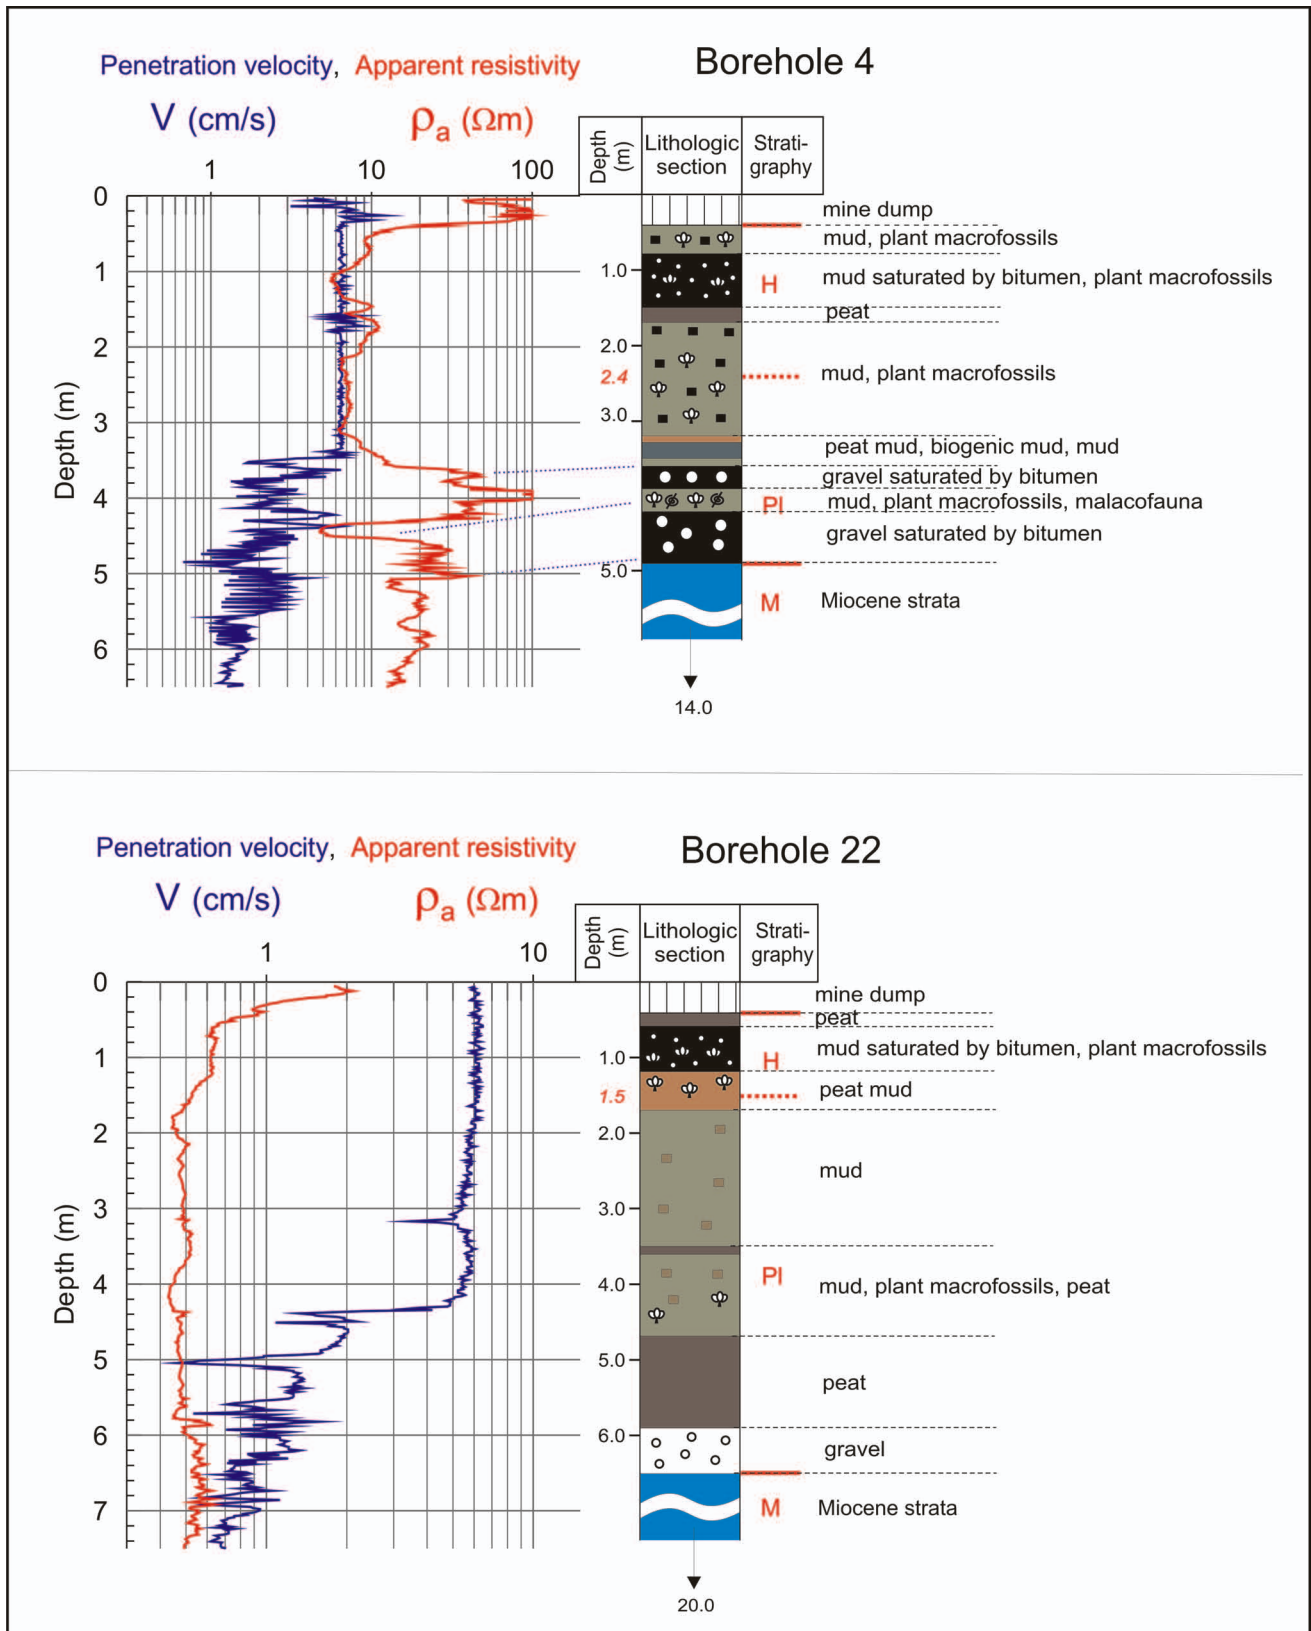 Penetration velocity, Apparent resistivity
Borehole 4
V (cm/s)
ρa (Ωm)
1 10 100
Depth (m)
Lithologic section
Strati-
graphy
0
1
2
3
4
5
6
Depth (m)
1.0
2.0
2.4
3.0
5.0
H
Pl
M
mine dump
mud, plant macrofossils
mud saturated by bitumen, plant macrofossils
peat
mud, plant macrofossils
peat mud, biogenic mud, mud
gravel saturated by bitumen
mud, plant macrofossils, malacofauna
gravel saturated by bitumen
Miocene strata
14.0
Penetration velocity, Apparent resistivity
Borehole 22
V (cm/s)
ρa (Ωm)
1 10
Depth (m)
Lithologic section
Strati-
graphy
0
1
2
3
4
5
6
7
Depth (m)
1.0
1.5
2.0
3.0
4.0
5.0
6.0
H
Pl
M
mine dump
peat
mud saturated by bitumen, plant macrofossils
peat mud
mud
mud, plant macrofossils, peat
peat
gravel
Miocene strata
20.0